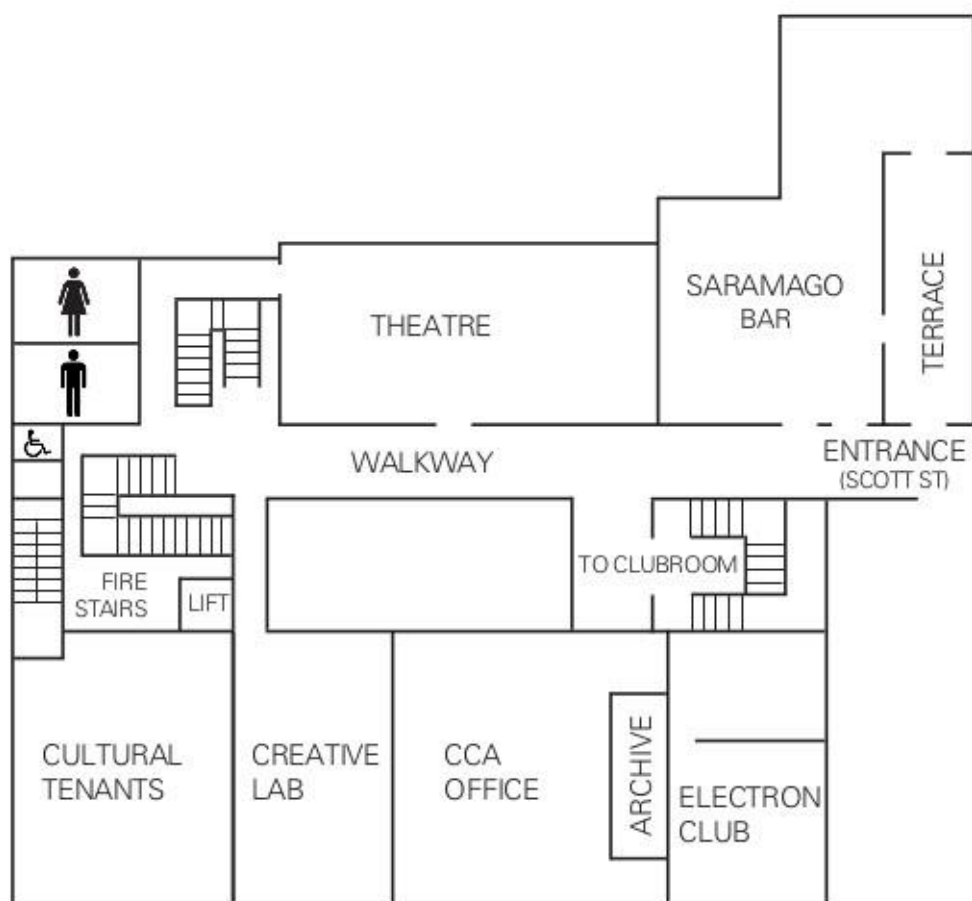 THEATRE
SARAMAGO
BAR
TERRACE
WALKWAY
ENTRANCE
(SCOTT ST)
TO CLUBROOM
FIRE
STAIRS
LIFT
CULTURAL
TENANTS
CREATIVE
LAB
CCA
OFFICE
ARCHIVE
ELECTRON
CLUB